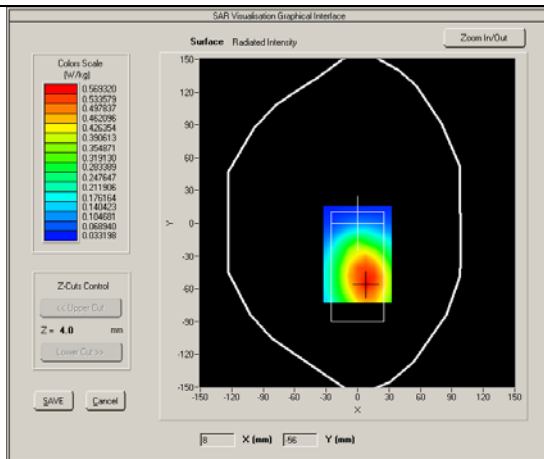 SAR Visualisation Graphical Interface
Surface Radiated Intensity
Zoom In/Out
Colors Scale
(W/kg)
0.569320
0.533579
0.497837
0.462096
0.426354
0.390613
0.354871
0.319130
0.283389
0.247647
0.211906
0.176164
0.140423
0.104681
0.068940
0.033198
Z-Cuts Control
<< Upper Cut
Z = 4.0 mm
Lower Cut >>
SAVE Cancel
150
120
90
60
30
0
-30
-60
-90
-120
-150
Y
-150 -120 -90 -60 -30 0 30 60 90 120 150
X
8 X (mm) -56 Y (mm)